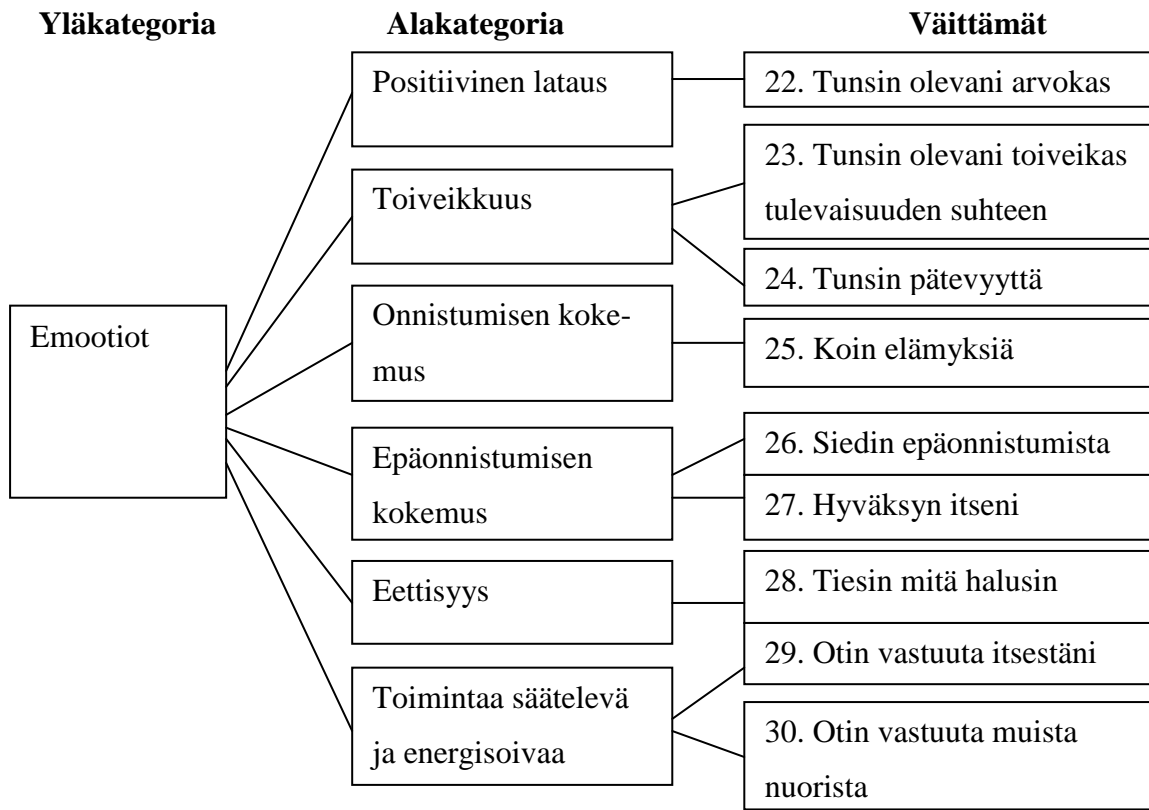 Yläkategoria
Alakategoria
Väittämät
Emootiot
Positiivinen lataus
22. Tunsin olevani arvokas
Toiveikkuus
23. Tunsin olevani toiveikas
tulevaisuuden suhteen
24. Tunsin pätevyyttä
Onnistumisen koke-
mus
25. Koin elämyksiä
Epäonnistumisen
kokemus
26. Siedin epäonnistumista
27. Hyväksyn itseni
Eettisyys
28. Tiesin mitä halusin
Toimintaa säätelevä
ja energisoivaa
29. Otin vastuuta itsestäni
30. Otin vastuuta muista
nuorista